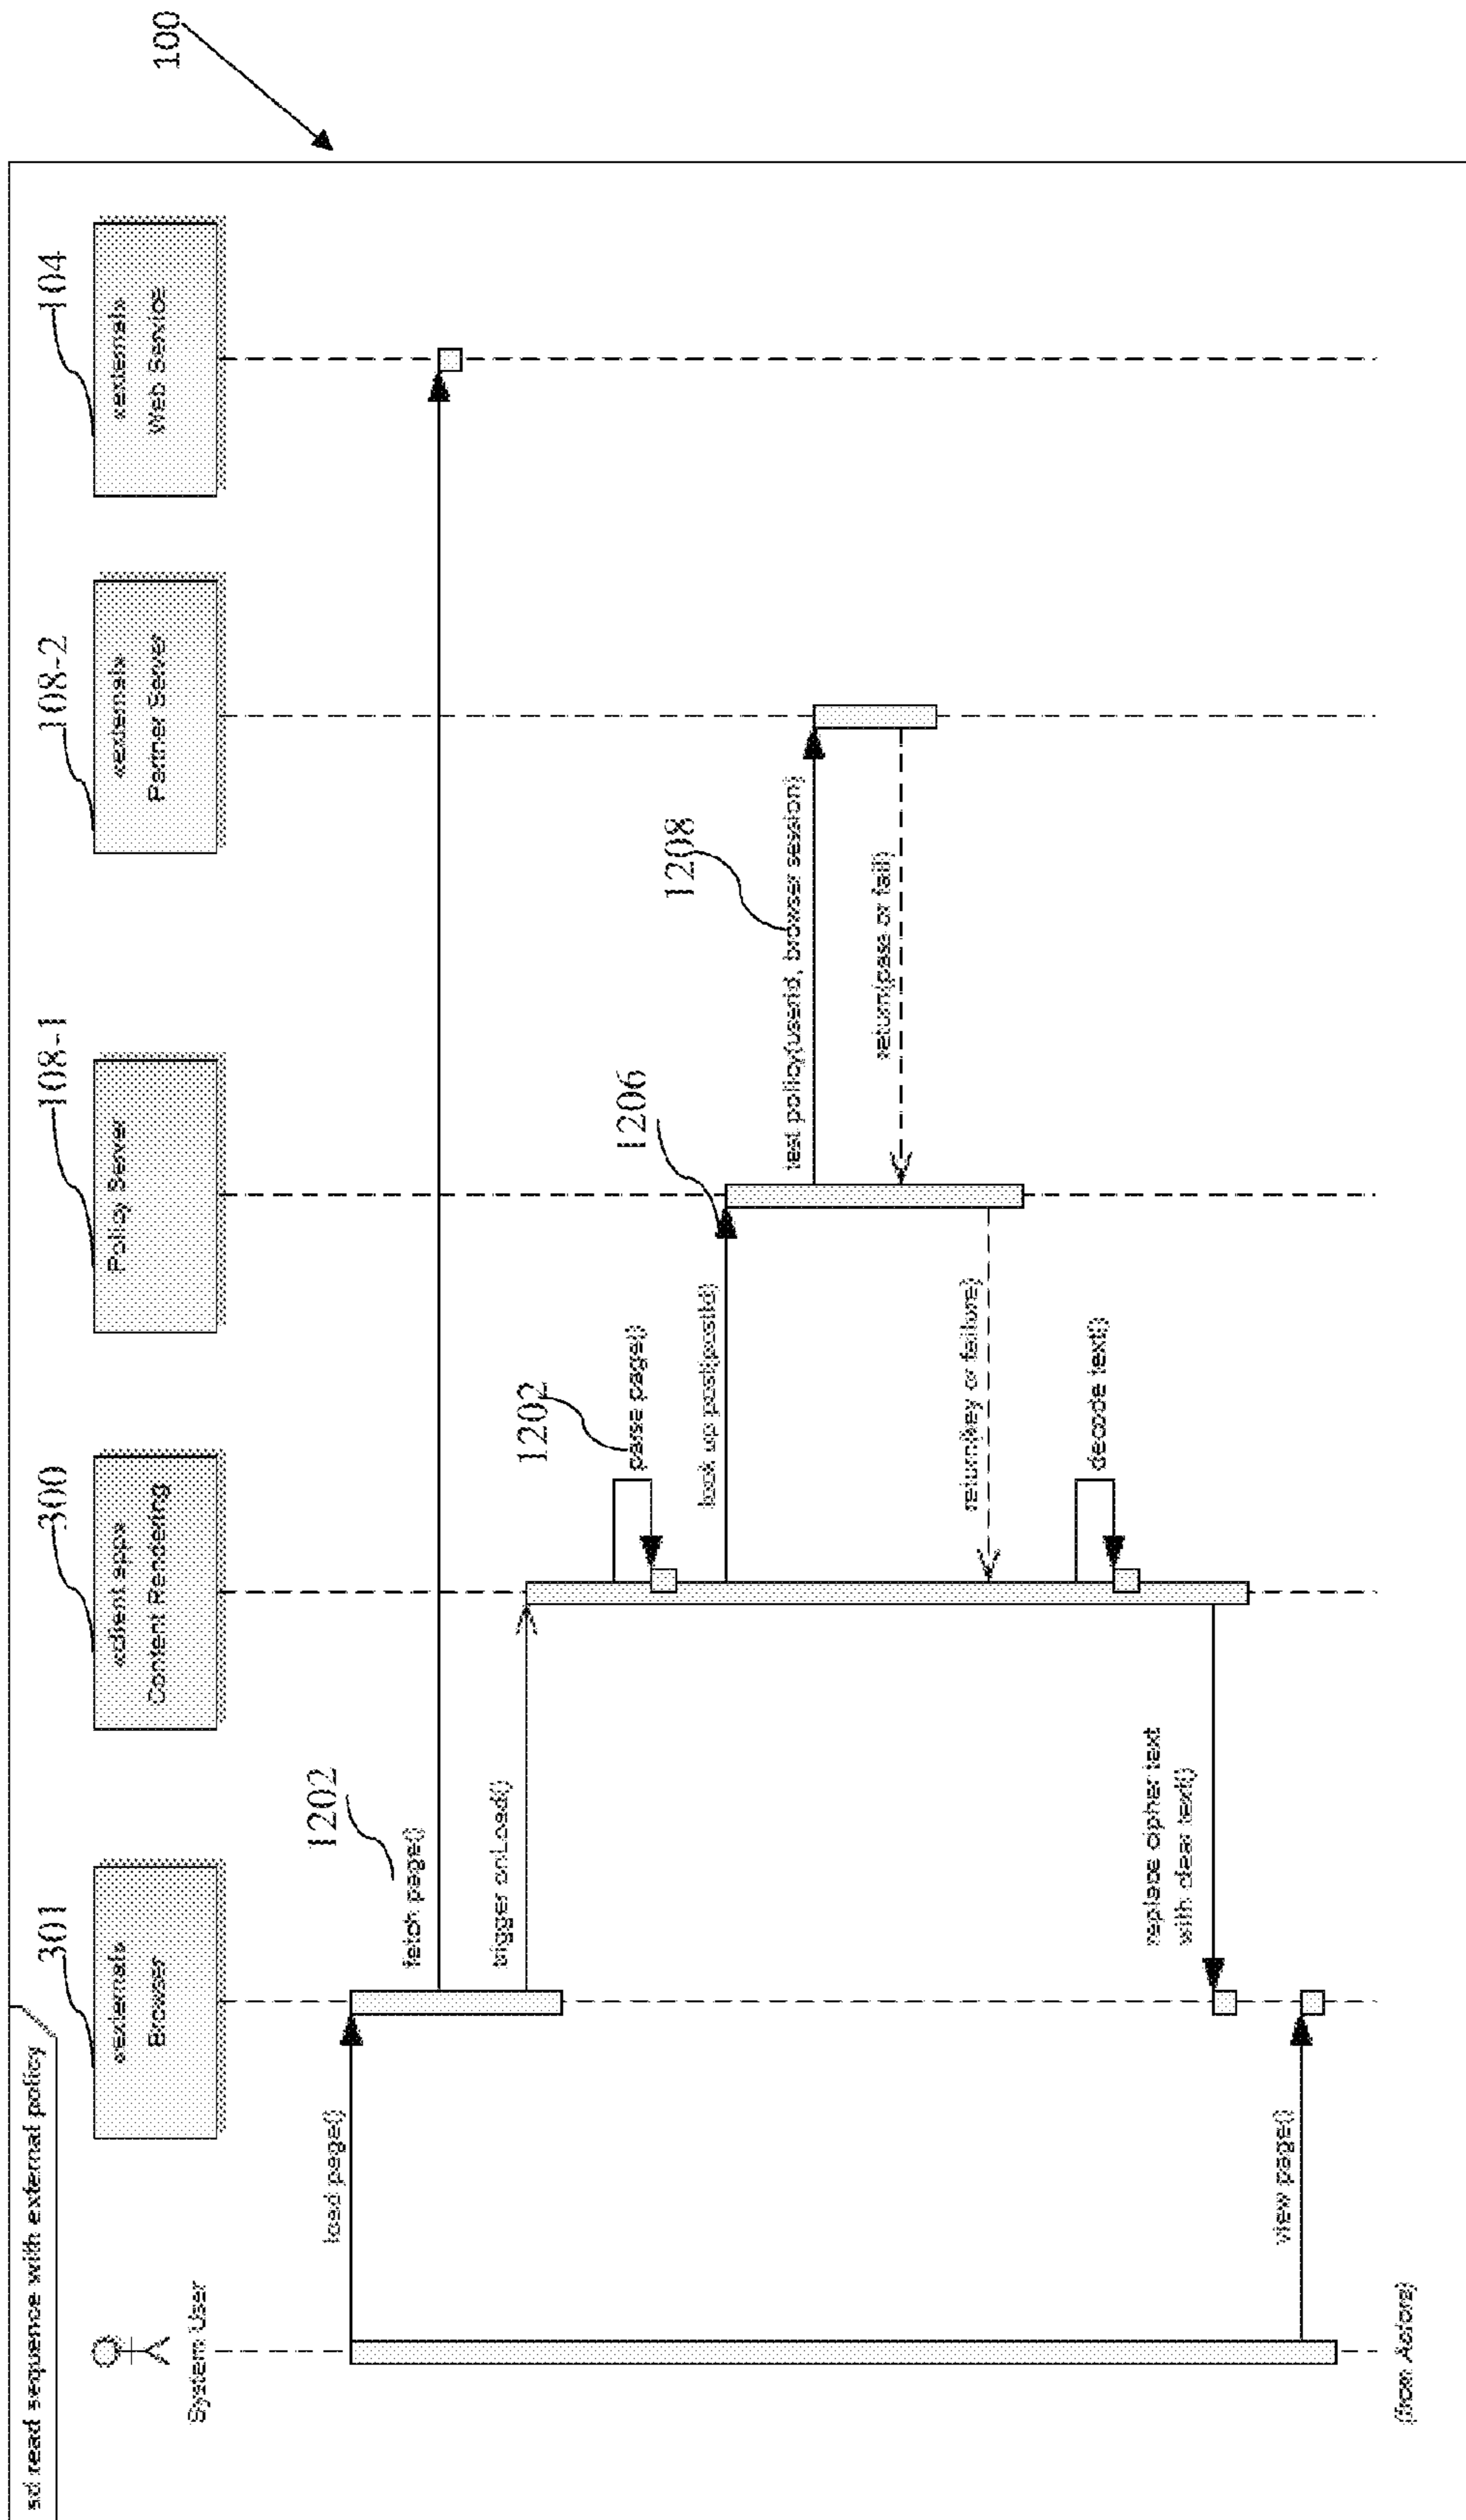 sd read sequence with external policy
100
301
300
108-1
108-2
104
«external»
Browser
«client app»
Content Rendering
Policy Server
«external»
Partner Server
«external»
Web Service
System User
load page()
1202
fetch page()
trigger onLoad()
1202
parse page()
1206
look up post(postId)
1208
test policy(userid, browser session)
return(pass or fail)
return(key or failure)
decode text()
replace cipher text
with clear text()
view page()
(from Actors)